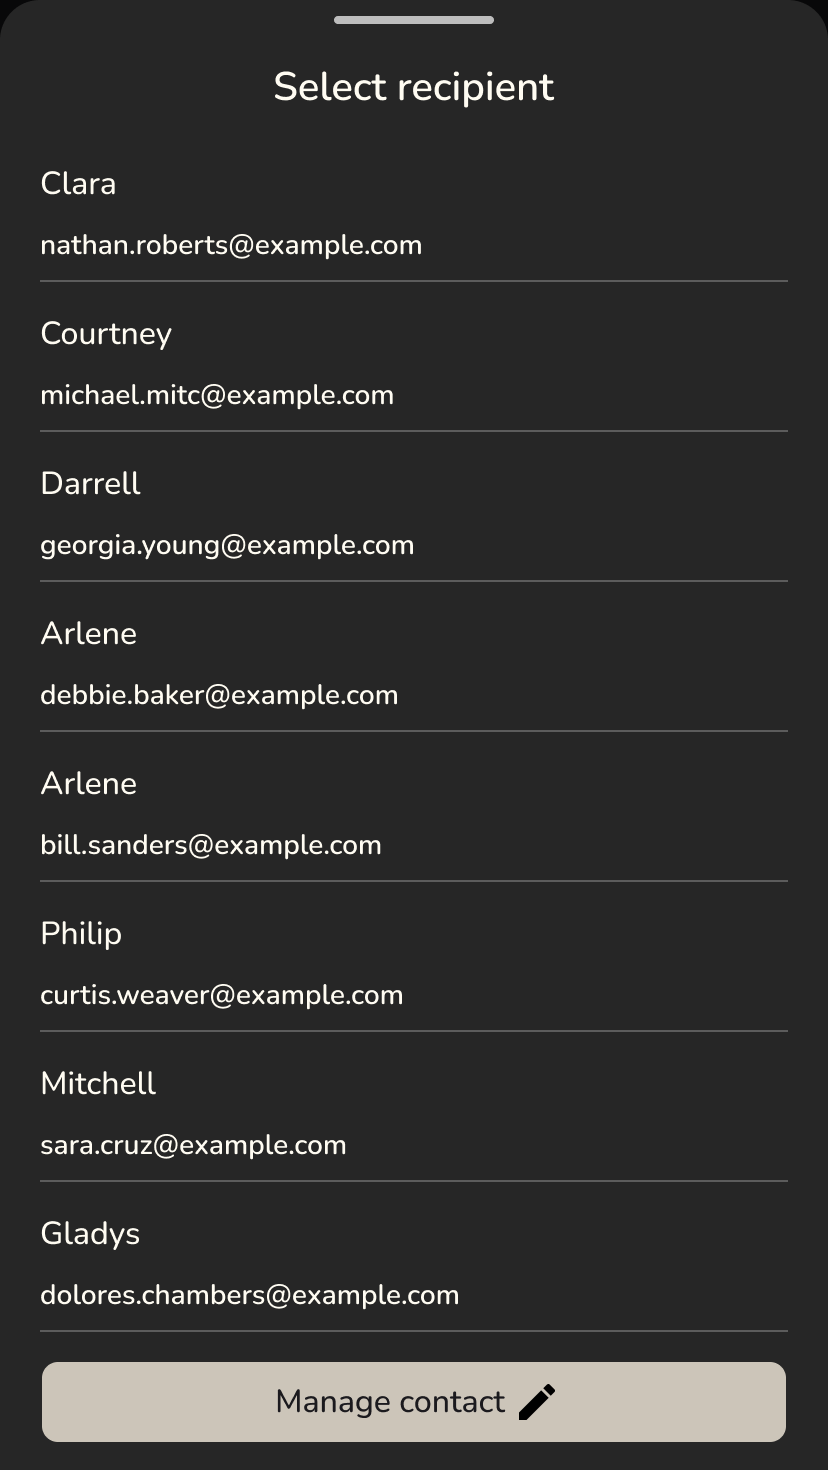 Select recipient
Clara
nathan.roberts@example.com
Courtney
michael.mitc@example.com
Darrell
georgia.young@example.com
Arlene
debbie.baker@example.com
Arlene
bill.sanders@example.com
Philip
curtis.weaver@example.com
Mitchell
sara.cruz@example.com
Gladys
dolores.chambers@example.com
Manage contact